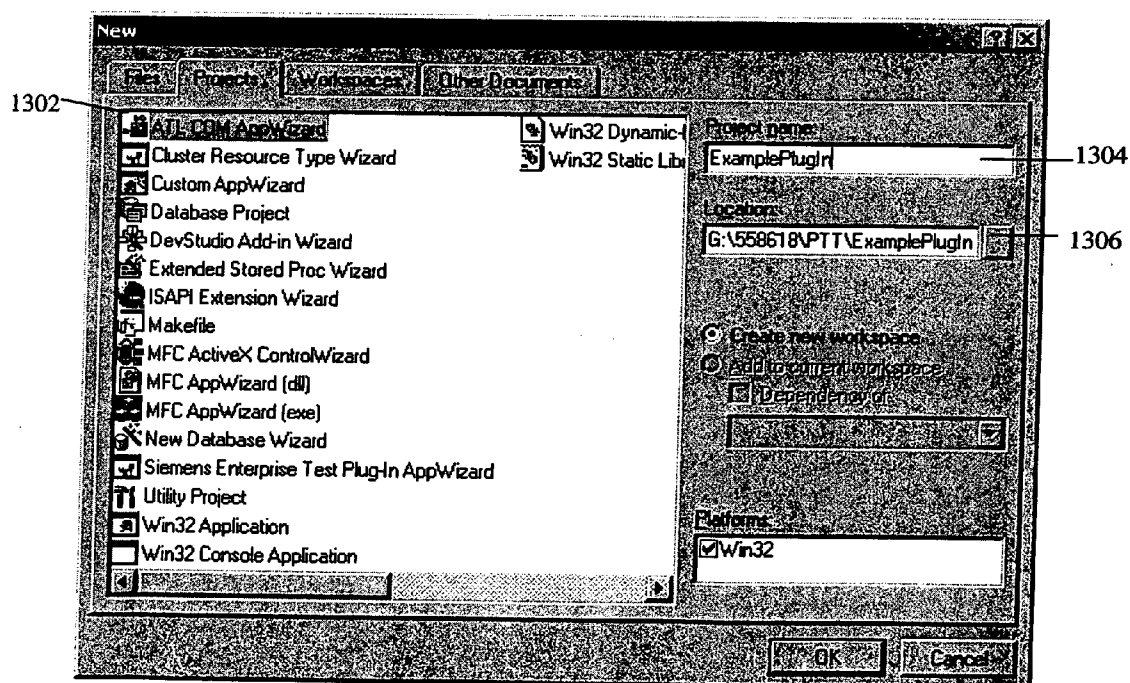 New
Files Projects Workspaces Other Documents
1302
ATL COM AppWizard
Cluster Resource Type Wizard
Custom AppWizard
Database Project
DevStudio Add-in Wizard
Extended Stored Proc Wizard
ISAPI Extension Wizard
Makefile
MFC ActiveX ControlWizard
MFC AppWizard (dll)
MFC AppWizard (exe)
New Database Wizard
Siemens Enterprise Test Plug-In AppWizard
Utility Project
Win32 Application
Win32 Console Application
Win32 Dynamic-
Win32 Static Libr
Project name:
ExamplePlugIn
1304
Location:
G:\558618\PTT\ExamplePlugIn
1306
Create new workspace
Add to current workspace
Dependency of:
Platforms:
Win32
OK Cancel